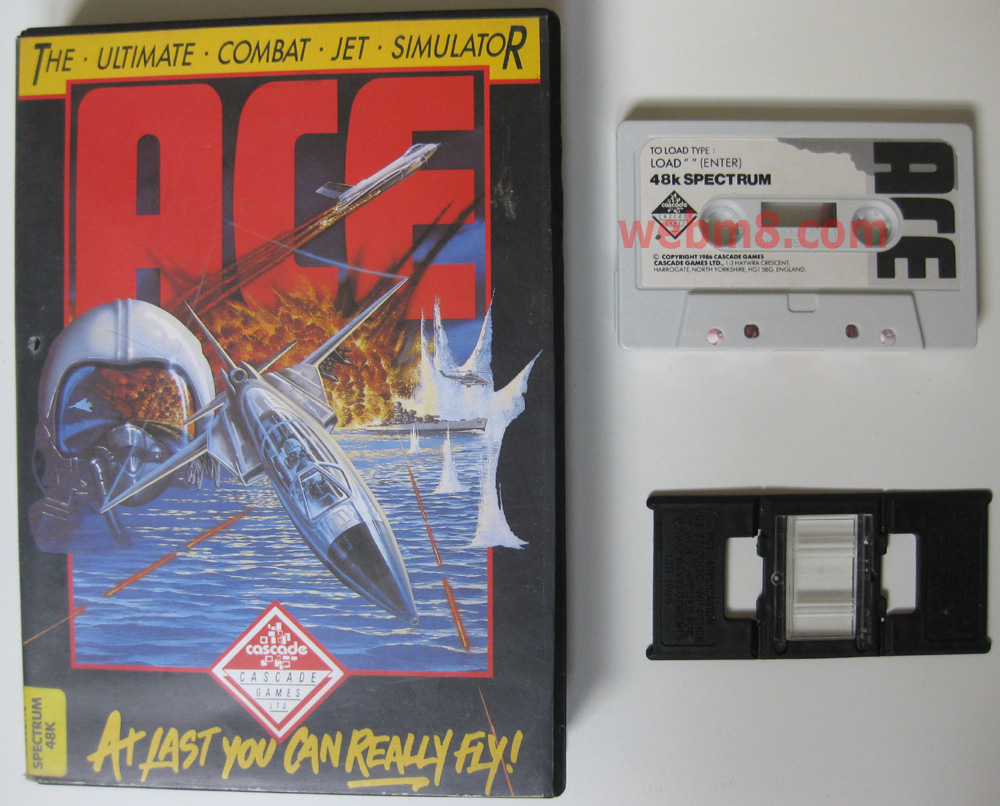 THE · ULTIMATE · COMBAT · JET · SIMULATOR
ACE
cascade
CASCADE
GAMES
LTD
SPECTRUM
48K
AT LAST YOU CAN REALLY FLY!
TO LOAD TYPE :
LOAD " " (ENTER)
48k SPECTRUM
cascade
CASCADE
ACE
webm8.com
© COPYRIGHT 1986 CASCADE GAMES
CASCADE GAMES LTD., 1-3 HAYWRA CRESCENT,
HARROGATE, NORTH YORKSHIRE, HG1 5BG, ENGLAND.